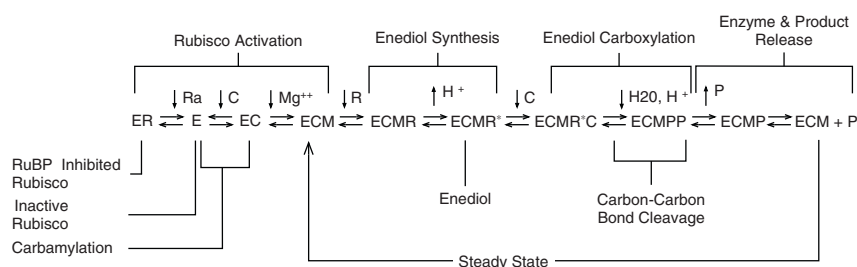 Enzyme & Product
Release
Rubisco Activation
Enediol Synthesis
Enediol Carboxylation
Ra
C
Mg++
R
H +
C
H20, H +
P
ER ⇌ E ⇌ EC ⇌ ECM ⇌ ECMR ⇌ ECMR* ⇌ ECMR*C ⇌ ECMPP ⇌ ECMP ⇌ ECM + P
RuBP Inhibited
Rubisco
Inactive
Rubisco
Carbamylation
Enediol
Carbon-Carbon
Bond Cleavage
Steady State